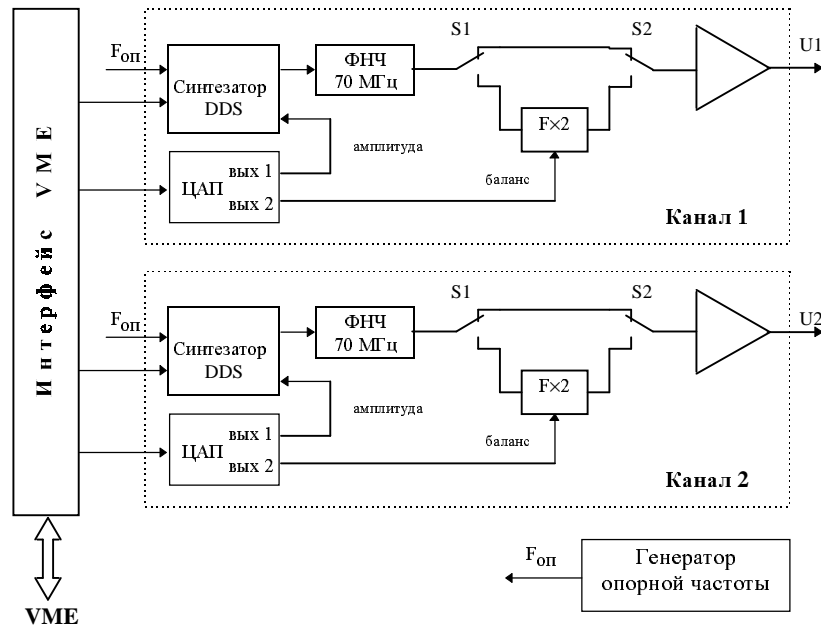 Интерфейс VME
VME
Fоп
Синтезатор
DDS
ФНЧ
70 МГц
S1
S2
U1
F×2
амплитуда
ЦАП
вых 1
вых 2
баланс
Канал 1
Fоп
Синтезатор
DDS
ФНЧ
70 МГц
S1
S2
U2
F×2
амплитуда
ЦАП
вых 1
вых 2
баланс
Канал 2
Fоп
Генератор
опорной частоты